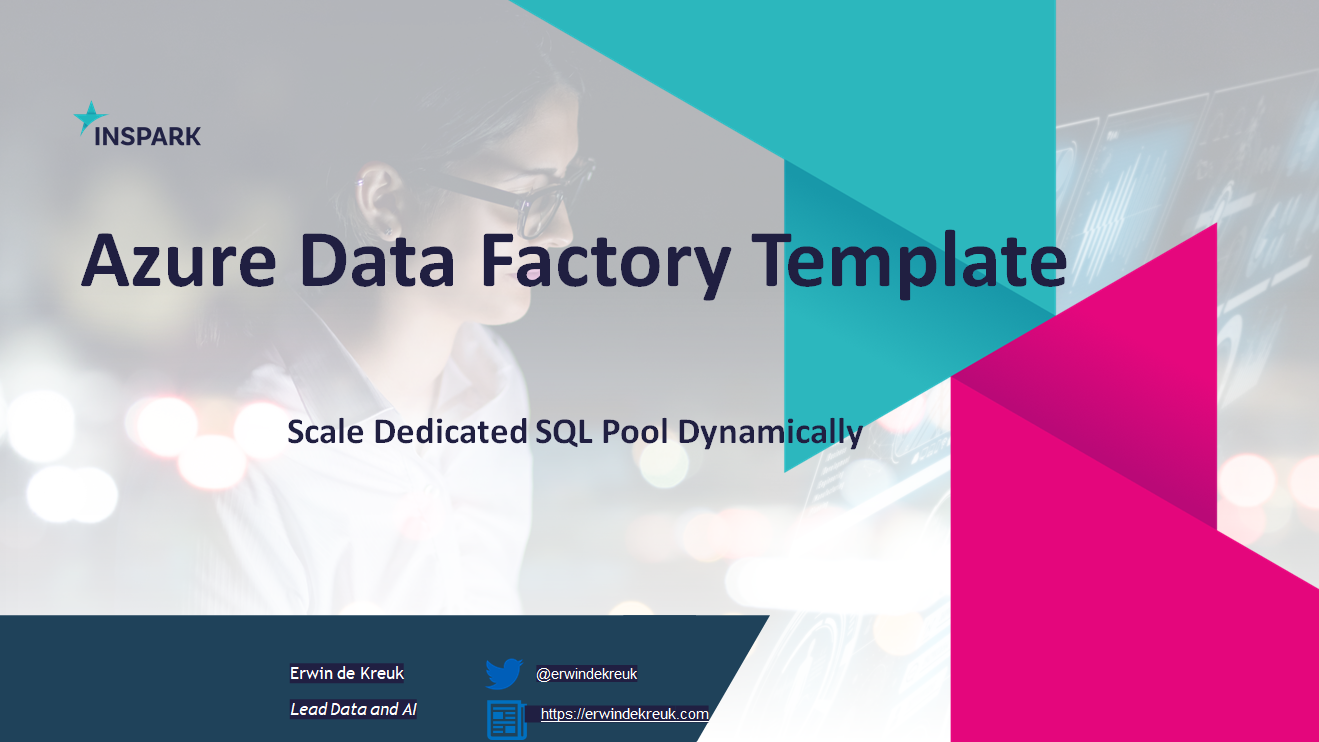 INSPARK
Azure Data Factory Template
Scale Dedicated SQL Pool Dynamically
Erwin de Kreuk
@erwindekreuk
Lead Data and AI
https://erwindekreuk.com